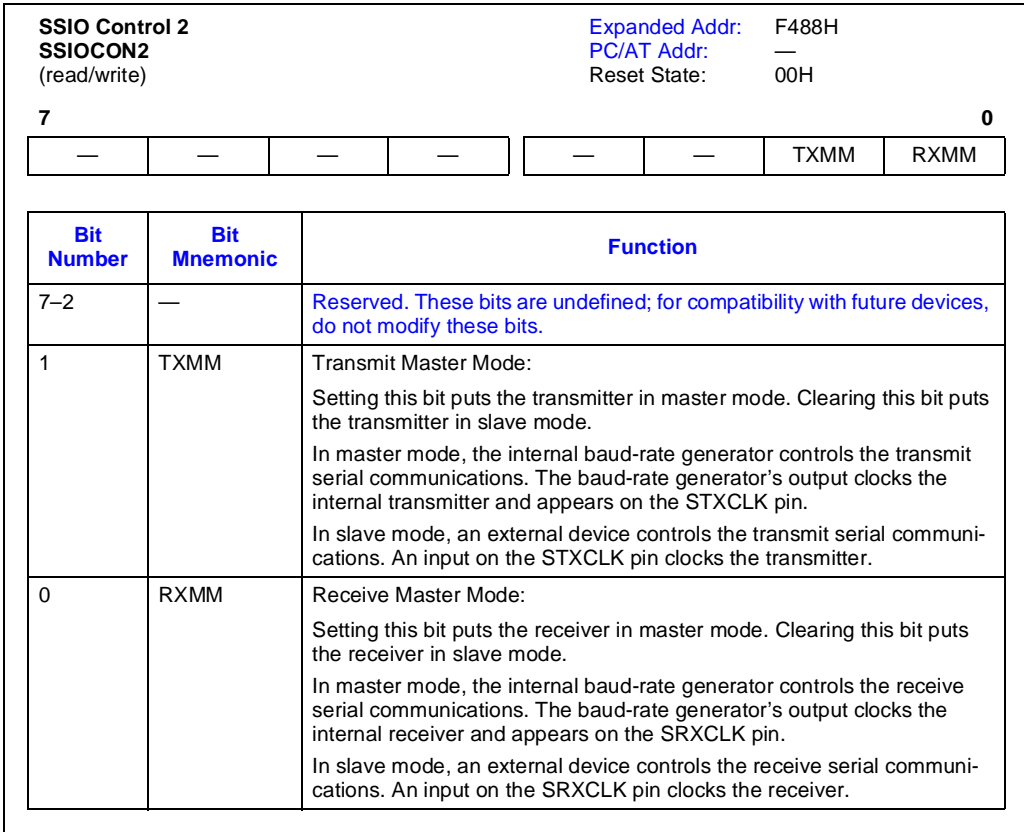 SSIO Control 2 Expanded Addr: F488H
SSIOCON2 PC/AT Addr: —
(read/write) Reset State: 00H
7 0
— — — — — — TXMM RXMM
Bit Number Bit Mnemonic Function
7–2 — Reserved. These bits are undefined; for compatibility with future devices,
do not modify these bits.
1 TXMM Transmit Master Mode:
Setting this bit puts the transmitter in master mode. Clearing this bit puts
the transmitter in slave mode.
In master mode, the internal baud-rate generator controls the transmit
serial communications. The baud-rate generator's output clocks the
internal transmitter and appears on the STXCLK pin.
In slave mode, an external device controls the transmit serial communi-
cations. An input on the STXCLK pin clocks the transmitter.
0 RXMM Receive Master Mode:
Setting this bit puts the receiver in master mode. Clearing this bit puts
the receiver in slave mode.
In master mode, the internal baud-rate generator controls the receive
serial communications. The baud-rate generator's output clocks the
internal receiver and appears on the SRXCLK pin.
In slave mode, an external device controls the receive serial communi-
cations. An input on the SRXCLK pin clocks the receiver.